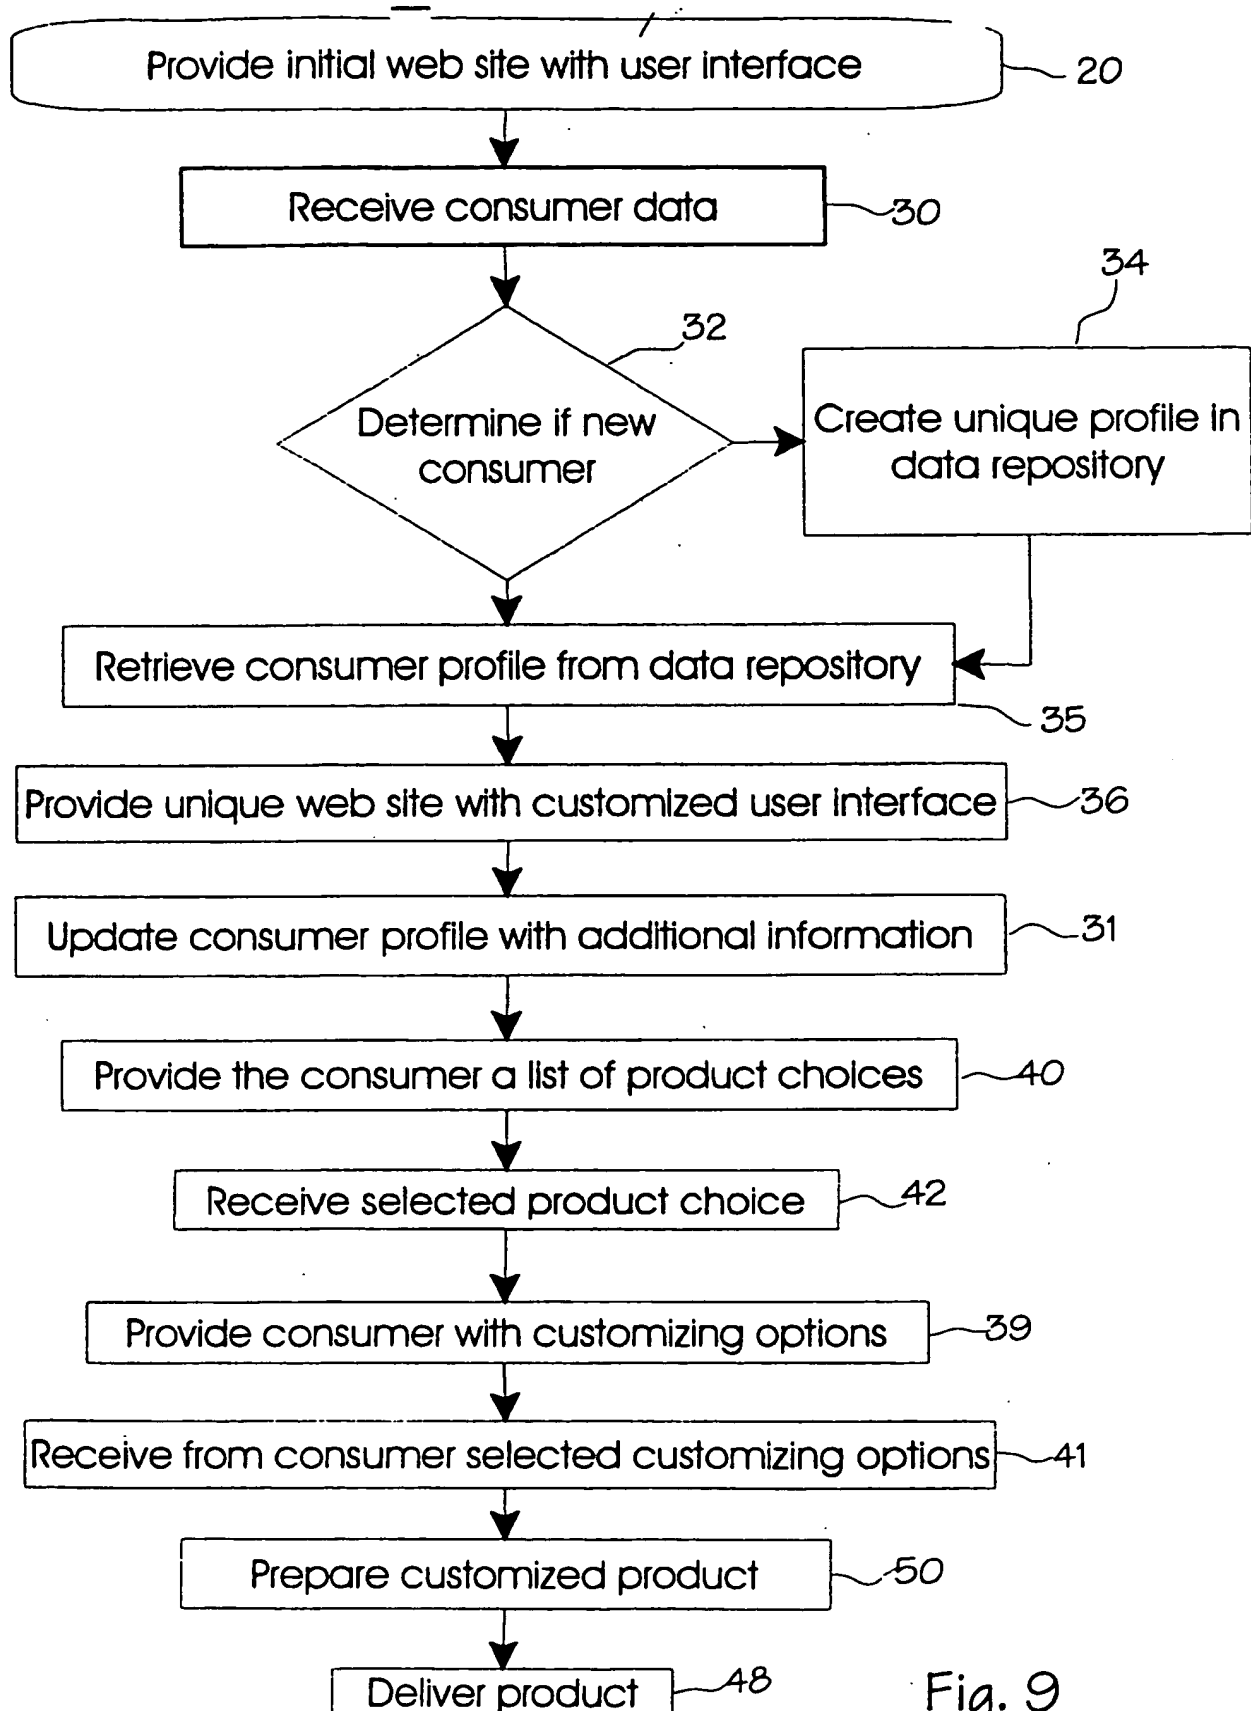 Provide initial web site with user interface
20
Receive consumer data
30
34
32
Determine if new
consumer
Create unique profile in
data repository
Retrieve consumer profile from data repository
35
Provide unique web site with customized user interface
36
Update consumer profile with additional information
31
Provide the consumer a list of product choices
40
Receive selected product choice
42
Provide consumer with customizing options
39
Receive from consumer selected customizing options
41
Prepare customized product
50
Deliver product
48
Fig. 9